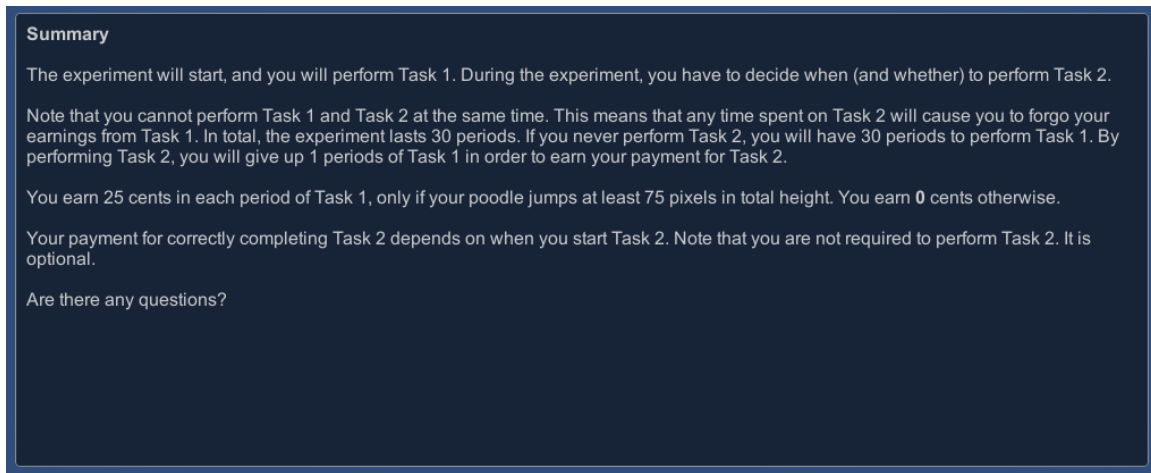 Summary
The experiment will start, and you will perform Task 1. During the experiment, you have to decide when (and whether) to perform Task 2.
Note that you cannot perform Task 1 and Task 2 at the same time. This means that any time spent on Task 2 will cause you to forgo your
earnings from Task 1. In total, the experiment lasts 30 periods. If you never perform Task 2, you will have 30 periods to perform Task 1. By
performing Task 2, you will give up 1 periods of Task 1 in order to earn your payment for Task 2.
You earn 25 cents in each period of Task 1, only if your poodle jumps at least 75 pixels in total height. You earn 0 cents otherwise.
Your payment for correctly completing Task 2 depends on when you start Task 2. Note that you are not required to perform Task 2. It is
optional.
Are there any questions?